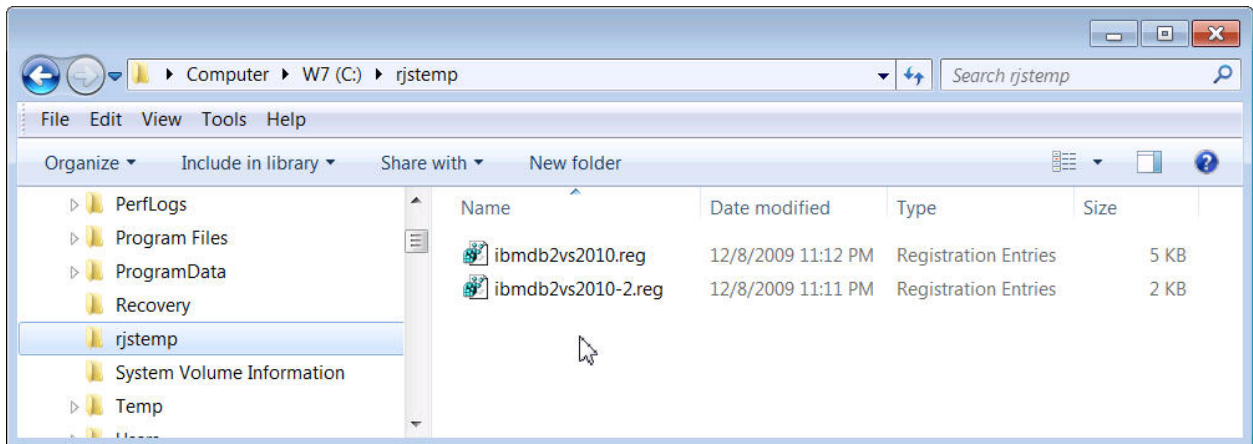 Computer W7 (C:) rjstemp Search rjstemp
File Edit View Tools Help
Organize Include in library Share with New folder
PerfLogs
Program Files
ProgramData
Recovery
rjstemp
System Volume Information
Temp
Users
Name Date modified Type Size
ibmdb2vs2010.reg 12/8/2009 11:12 PM Registration Entries 5 KB
ibmdb2vs2010-2.reg 12/8/2009 11:11 PM Registration Entries 2 KB